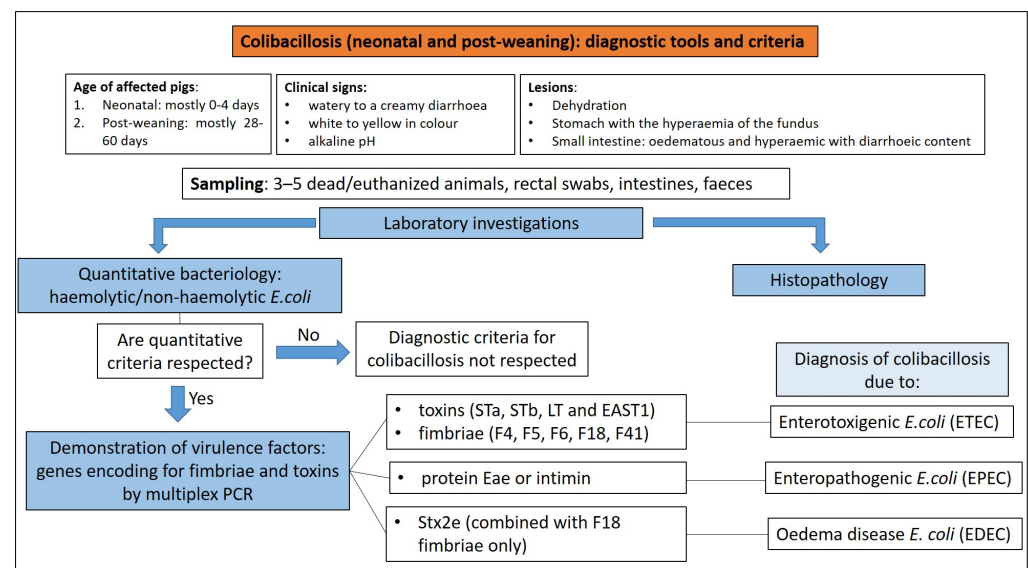 Colibacillosis (neonatal and post-weaning): diagnostic tools and criteria
Age of affected pigs:
1. Neonatal: mostly 0-4 days
2. Post-weaning: mostly 28-
60 days
Clinical signs:
• watery to a creamy diarrhoea
• white to yellow in colour
• alkaline pH
Lesions:
• Dehydration
• Stomach with the hyperaemia of the fundus
• Small intestine: oedematous and hyperaemic with diarrhoeic content
Sampling: 3–5 dead/euthanized animals, rectal swabs, intestines, faeces
Laboratory investigations
Quantitative bacteriology:
haemolytic/non-haemolytic E.coli
Histopathology
Are quantitative
criteria respected?
No
Diagnostic criteria for
colibacillosis not respected
Yes
Diagnosis of colibacillosis
due to:
Demonstration of virulence factors:
genes encoding for fimbriae and toxins
by multiplex PCR
• toxins (STa, STb, LT and EAST1)
• fimbriae (F4, F5, F6, F18, F41)
Enterotoxigenic E.coli (ETEC)
• protein Eae or intimin
Enteropathogenic E.coli (EPEC)
• Stx2e (combined with F18
fimbriae only)
Oedema disease E. coli (EDEC)